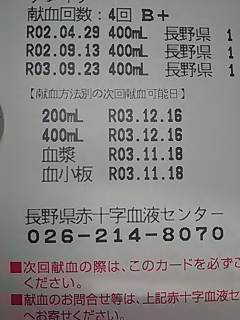 献血回数:4回 B+
R02.04.29 400mL 長野県 1
R02.09.13 400mL 長野県 1
R03.09.23 400mL 長野県 1
【献血方法別の次回献血可能日】
200mL R03.12.16
400mL R03.12.16
血漿 R03.11.18
血小板 R03.11.18
長野県赤十字血液センター
026-214-8070
■次回献血の際は、このカードを必ずご
ください。
■献血のお問合せ等は、上記赤十字血液セ
へお寄せください。